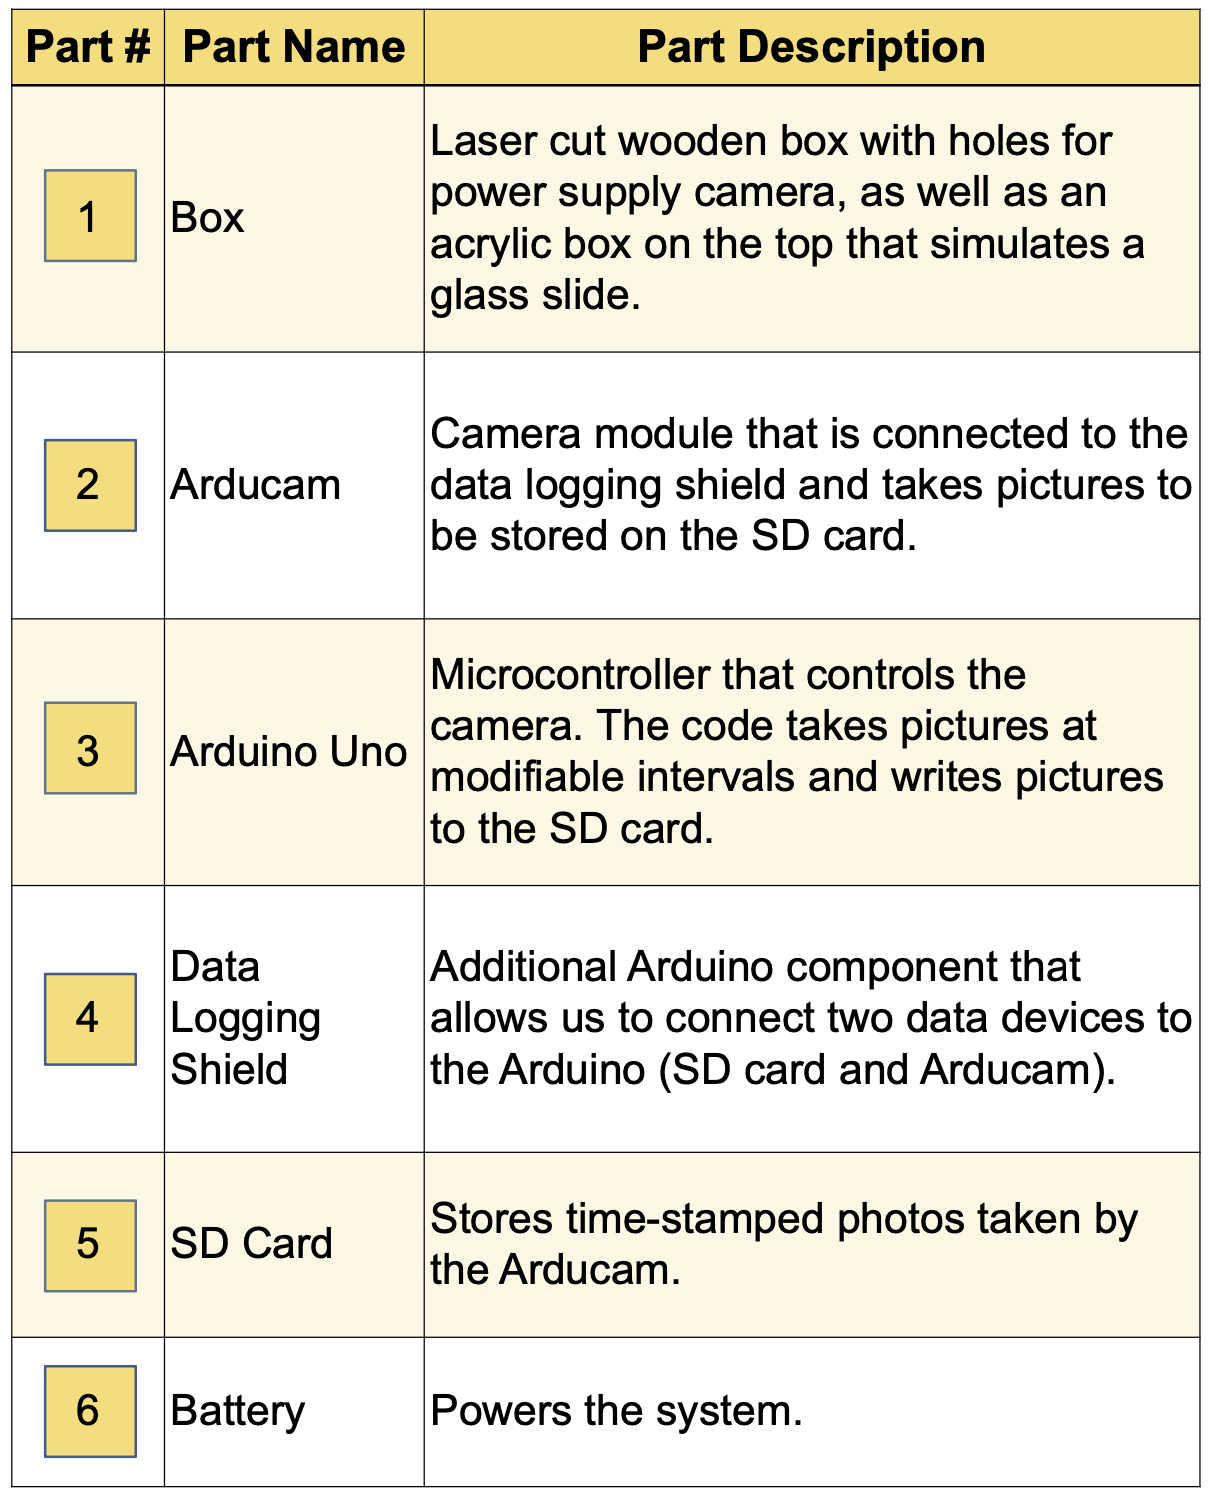 Part # Part Name Part Description
1 Box
Laser cut wooden box with holes for
power supply camera, as well as an
acrylic box on the top that simulates a
glass slide.
2 Arducam
Camera module that is connected to the
data logging shield and takes pictures to
be stored on the SD card.
3 Arduino Uno
Microcontroller that controls the
camera. The code takes pictures at
modifiable intervals and writes pictures
to the SD card.
4
Data
Logging
Shield
Additional Arduino component that
allows us to connect two data devices to
the Arduino (SD card and Arducam).
5 SD Card
Stores time-stamped photos taken by
the Arducam.
6 Battery Powers the system.